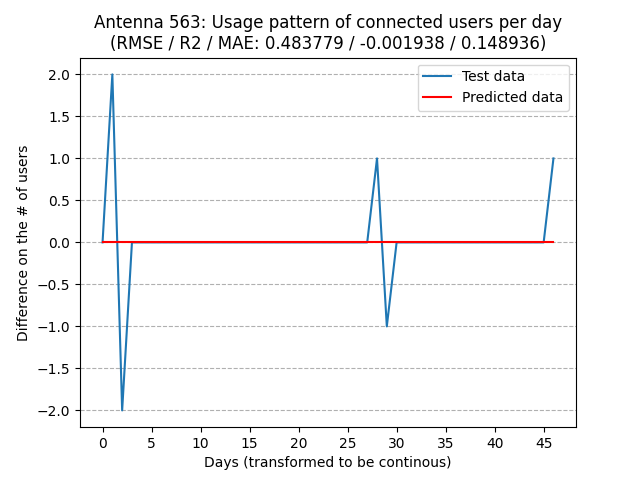 Antenna 563: Usage pattern of connected users per day
(RMSE / R2 / MAE: 0.483779 / -0.001938 / 0.148936)
Test data
Predicted data
Difference on the # of users
2.0
1.5
1.0
0.5
0.0
−0.5
−1.0
−1.5
−2.0
0 5 10 15 20 25 30 35 40 45
Days (transformed to be continous)